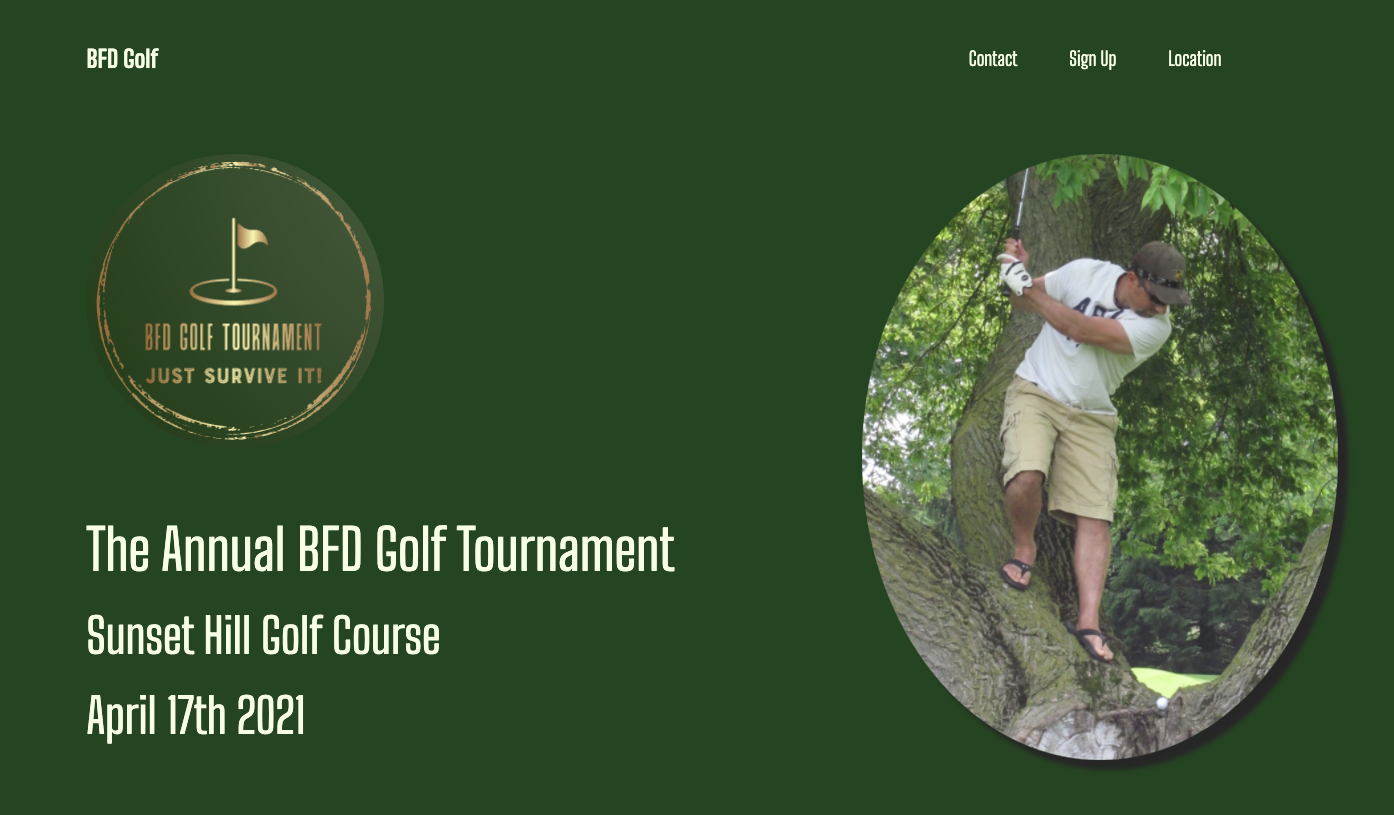 BFD Golf
Contact Sign Up Location
BFD GOLF TOURNAMENT
JUST SURVIVE IT!
The Annual BFD Golf Tournament
Sunset Hill Golf Course
April 17th 2021